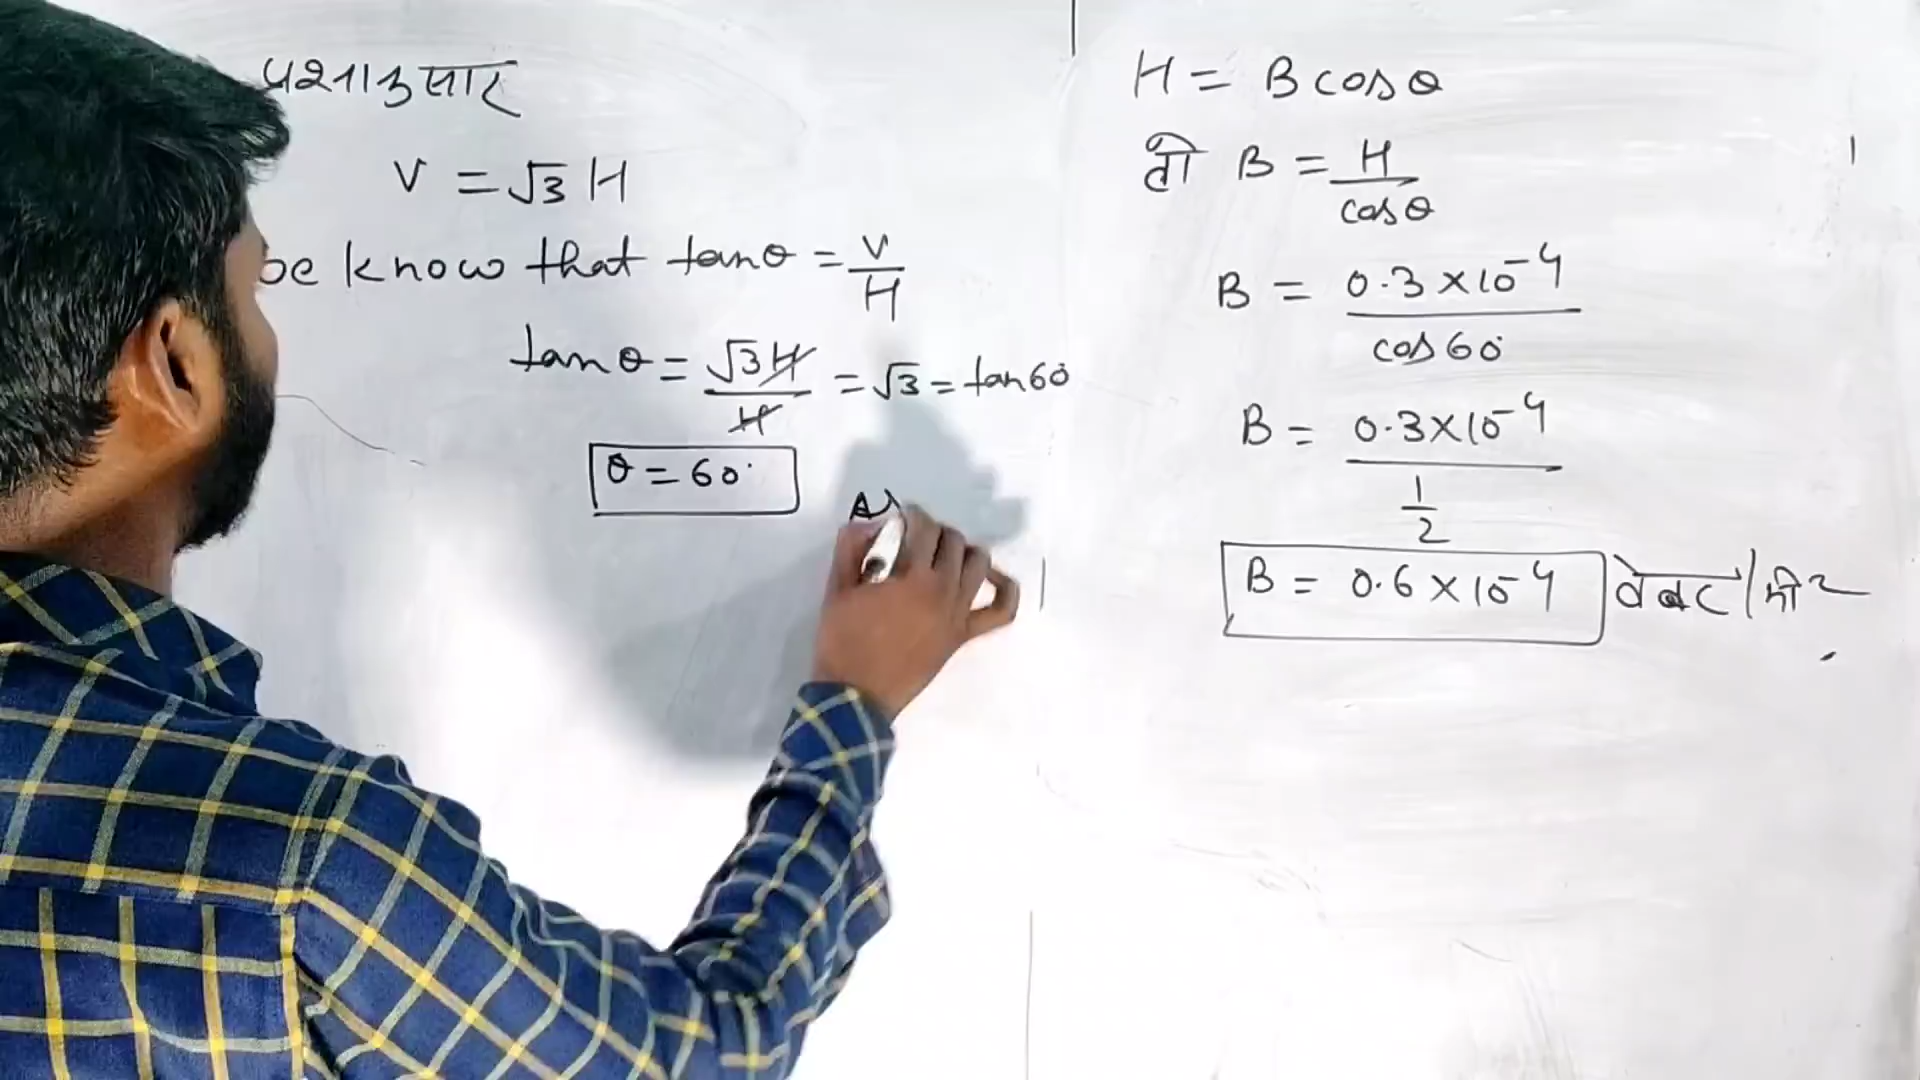 प्रश्नानुसार
V = √3 H
be know that tanθ = V/H
tanθ = √3H/H = √3 = tan60
θ = 60°
H = B cosθ
तो B = H/cosθ
B = 0.3×10⁻⁴/cos60
B = 0.3×10⁻⁴/1/2
B = 0.6×10⁻⁴ वेबर/मी²